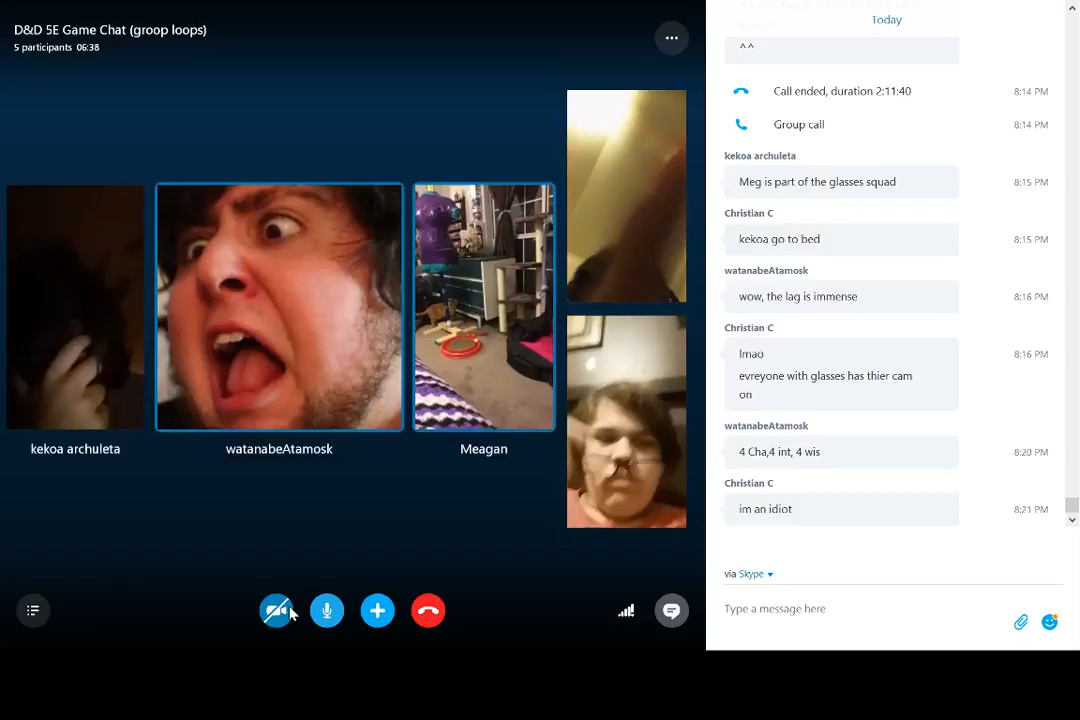 D&D 5E Game Chat (groop loops)
5 participants 06:38
kekoa archuleta
watanabeAtamosk
Meagan
Today
^^
Call ended, duration 2:11:40 8:14 PM
Group call 8:14 PM
kekoa archuleta
Meg is part of the glasses squad 8:15 PM
Christian C
kekoa go to bed 8:15 PM
watanabeAtamosk
wow, the lag is immense 8:16 PM
Christian C
lmao 8:16 PM
evreyone with glasses has thier cam
on
watanabeAtamosk
4 Cha,4 int, 4 wis 8:20 PM
Christian C
im an idiot 8:21 PM
via Skype
Type a message here